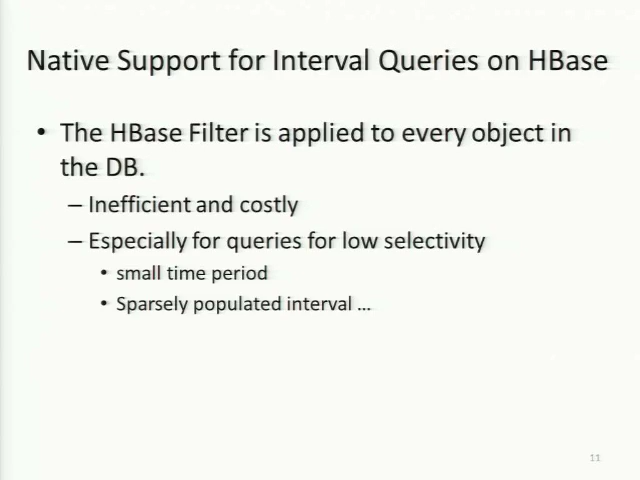 Native Support for Interval Queries on HBase
• The HBase Filter is applied to every object in
the DB.
– Inefficient and costly
– Especially for queries for low selectivity
• small time period
• Sparsely populated interval ...
11